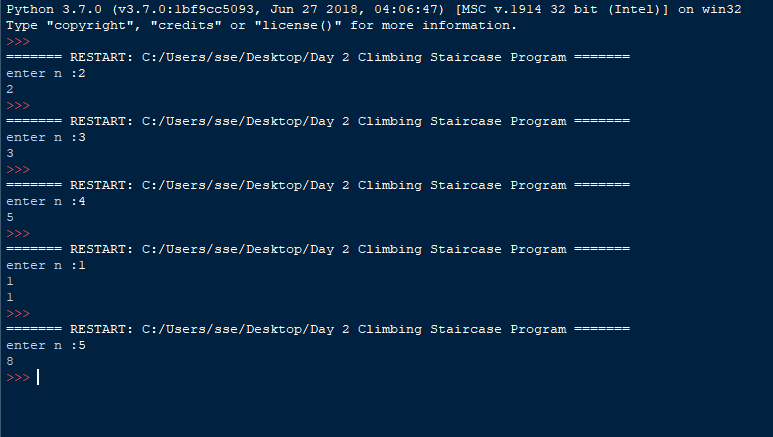 Python 3.7.0 (v3.7.0:1bf9cc5093, Jun 27 2018, 04:06:47) [MSC v.1914 32 bit (Intel)] on win32
Type "copyright", "credits" or "license()" for more information.
>>>
======= RESTART: C:/Users/sse/Desktop/Day 2 Climbing Staircase Program =======
enter n :2
2
>>>
======= RESTART: C:/Users/sse/Desktop/Day 2 Climbing Staircase Program =======
enter n :3
3
>>>
======= RESTART: C:/Users/sse/Desktop/Day 2 Climbing Staircase Program =======
enter n :4
5
>>>
======= RESTART: C:/Users/sse/Desktop/Day 2 Climbing Staircase Program =======
enter n :1
1
1
>>>
======= RESTART: C:/Users/sse/Desktop/Day 2 Climbing Staircase Program =======
enter n :5
8
>>>